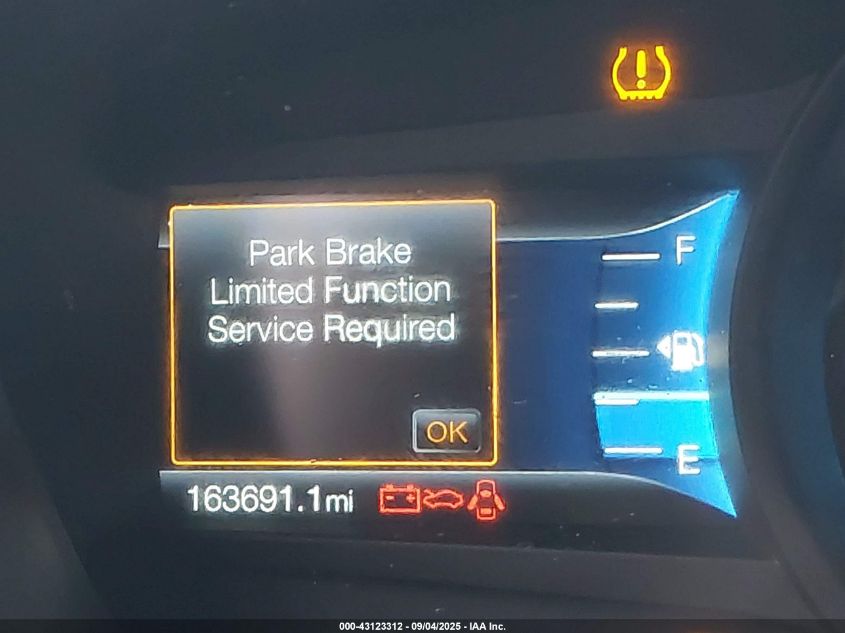 Park Brake
Limited Function
Service Required
OK
F
E
163691.1mi
000-43123312 - 09/04/2025 - IAA Inc.